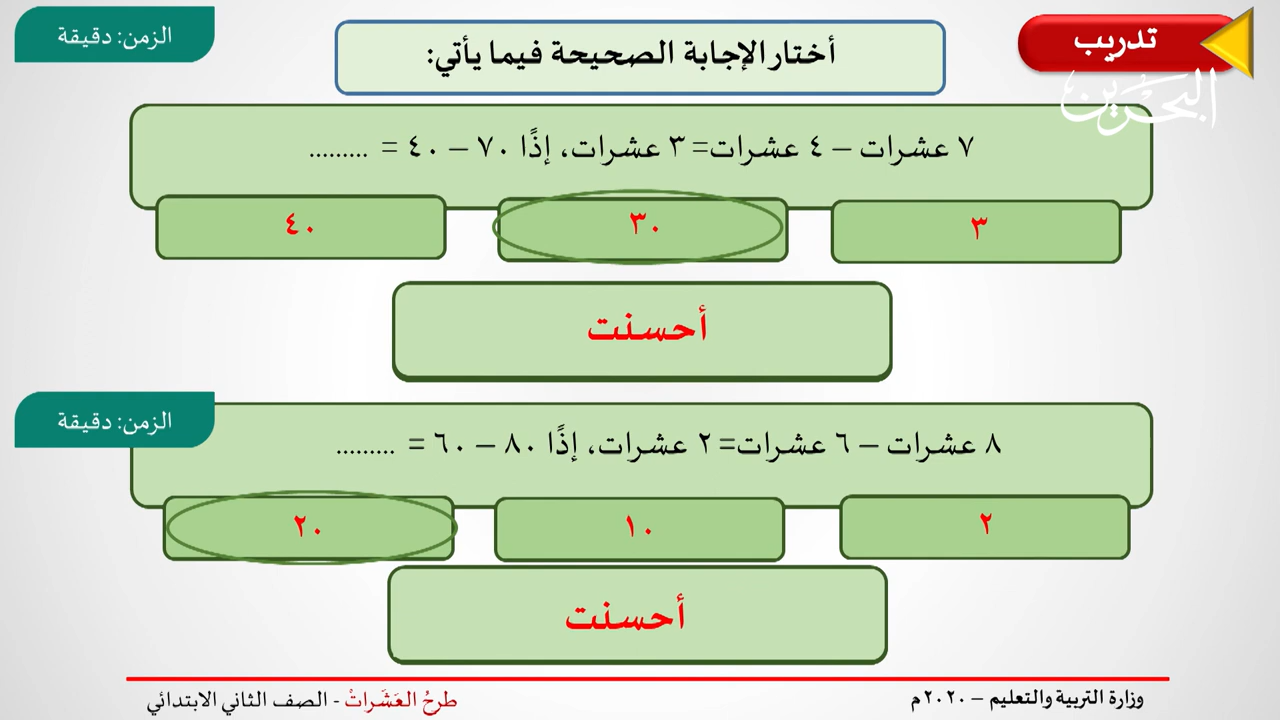 تدريب
البحرين
أختار الإجابة الصحيحة فيما يأتي:
الزمن: دقيقة
٧ عشرات – ٤ عشرات= ٣ عشرات، إذًا ٧٠ – ٤٠ = .........
٣
٣٠
٤٠
أحسنت
الزمن: دقيقة
٨ عشرات – ٦ عشرات= ٢ عشرات، إذًا ٨٠ – ٦٠ = .........
٢
١٠
٢٠
أحسنت
وزارة التربية والتعليم – ٢٠٢٠م
طرحُ العَشَراتْ - الصف الثاني الابتدائي